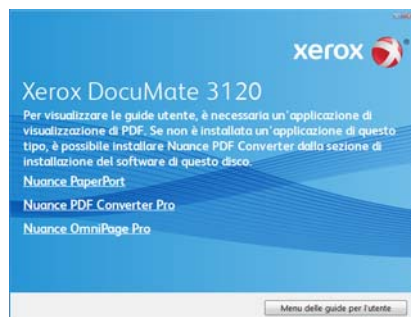 xerox
Xerox DocuMate 3120
Per visualizzare le guide utente, è necessaria un'applicazione di
visualizzazione di PDF. Se non è installata un'applicazione di questo
tipo, è possibile installare Nuance PDF Converter dalla sezione di
installazione del software di questo disco.
Nuance PaperPort
Nuance PDF Converter Pro
Nuance OmniPage Pro
Menu delle guide per l'utente